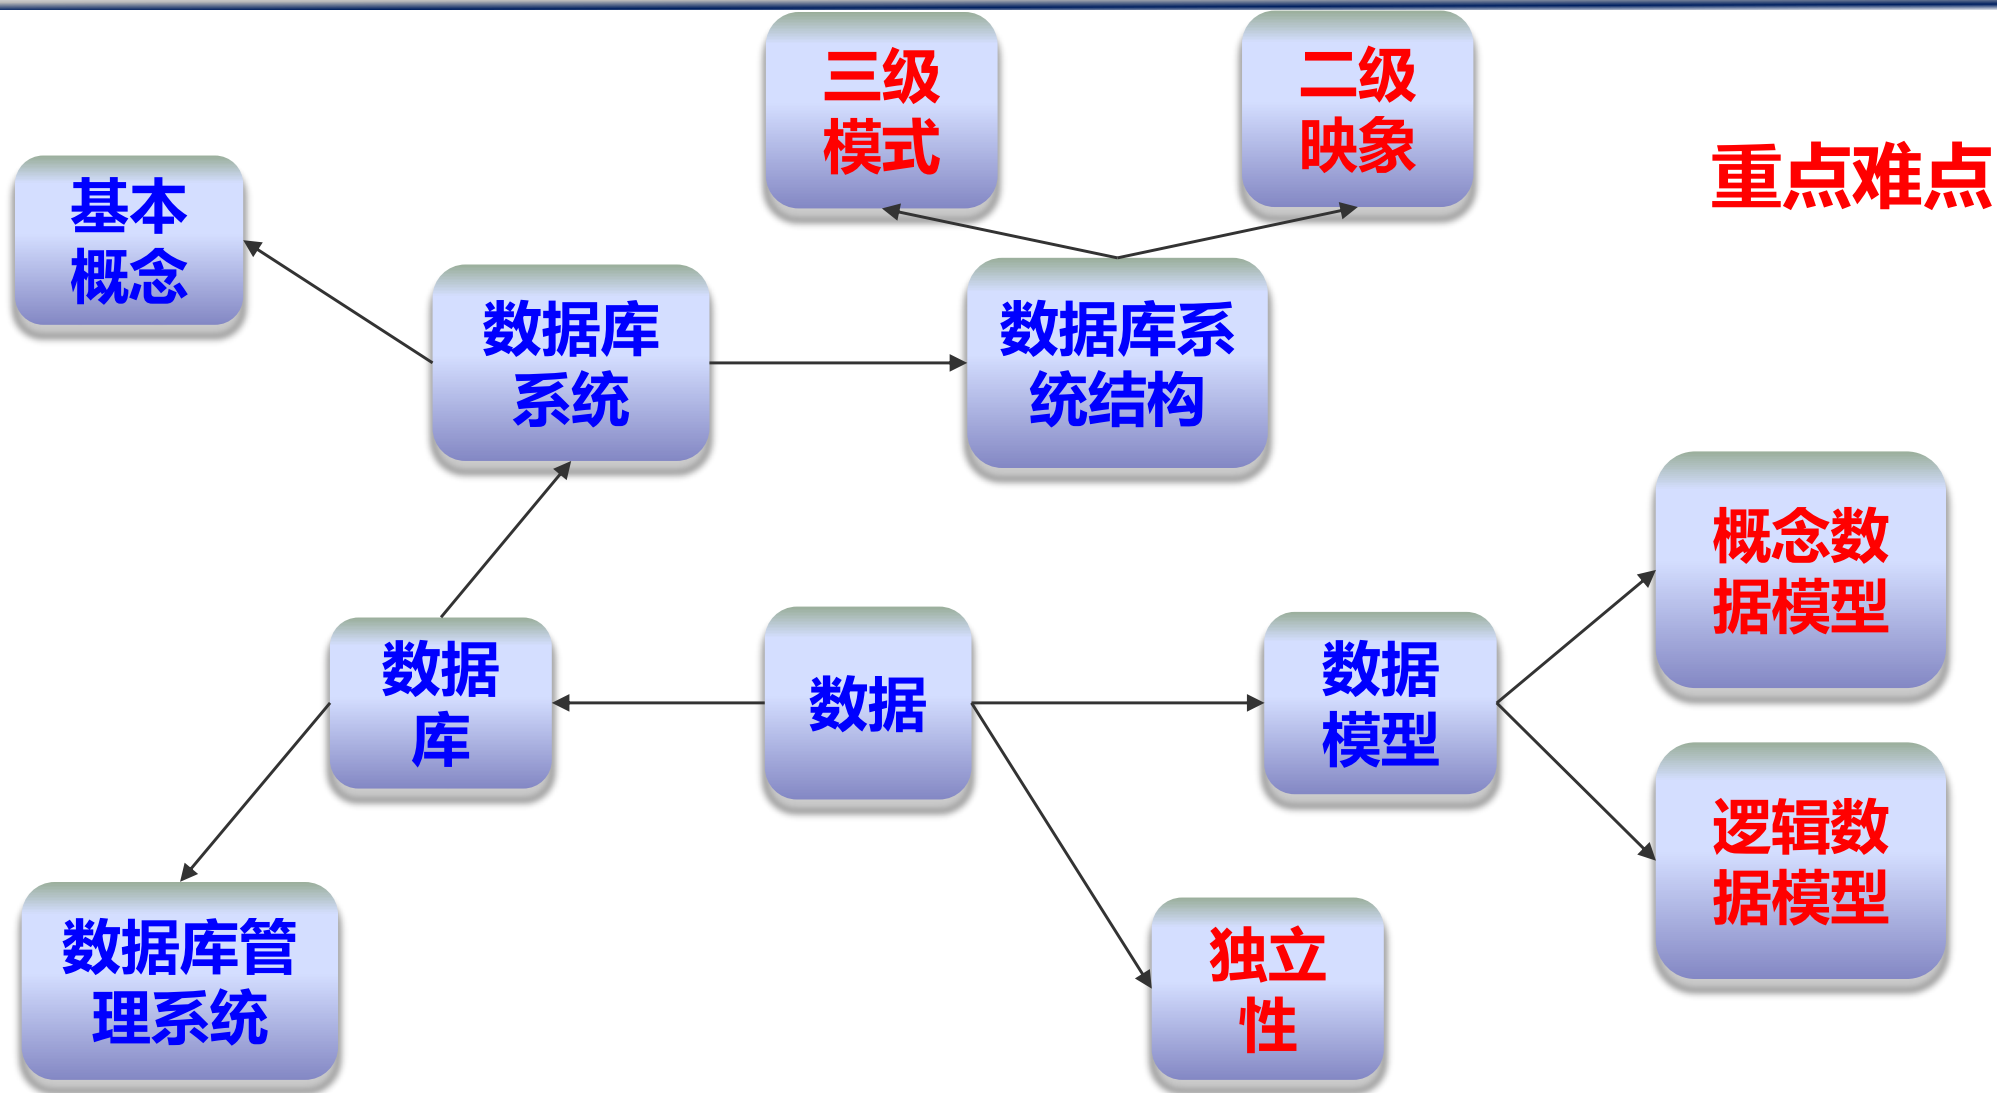 三级
模式
二级
映象
重点难点
基本
概念
数据库
系统
数据库系
统结构
概念数
据模型
数据
库
数据
数据
模型
逻辑数
据模型
数据库管
理系统
独立
性